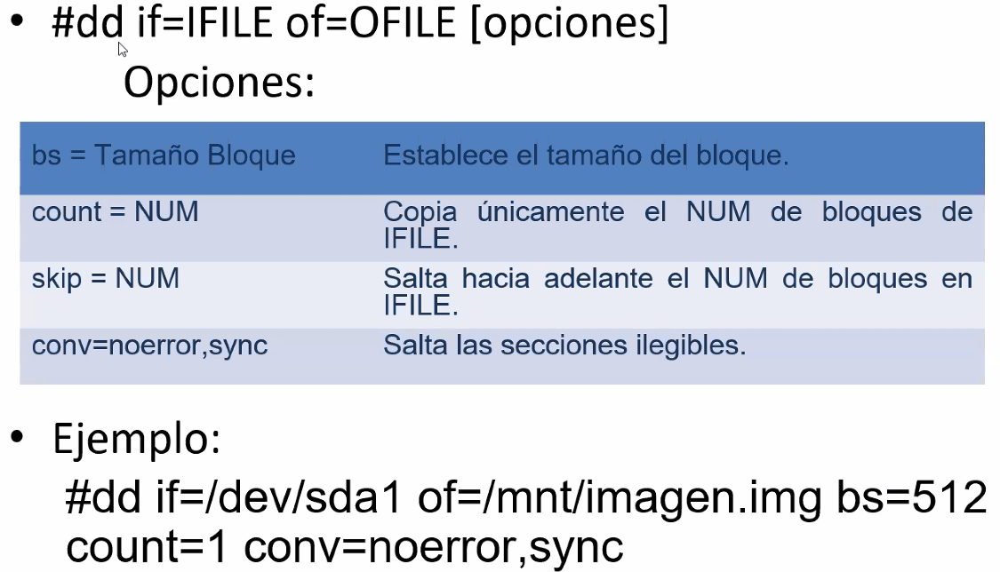 • #dd if=IFILE of=OFILE [opciones]
Opciones:
bs = Tamaño Bloque Establece el tamaño del bloque.
count = NUM Copia únicamente el NUM de bloques de
IFILE.
skip = NUM Salta hacia adelante el NUM de bloques en
IFILE.
conv=noerror,sync Salta las secciones ilegibles.
• Ejemplo:
#dd if=/dev/sda1 of=/mnt/imagen.img bs=512
count=1 conv=noerror,sync